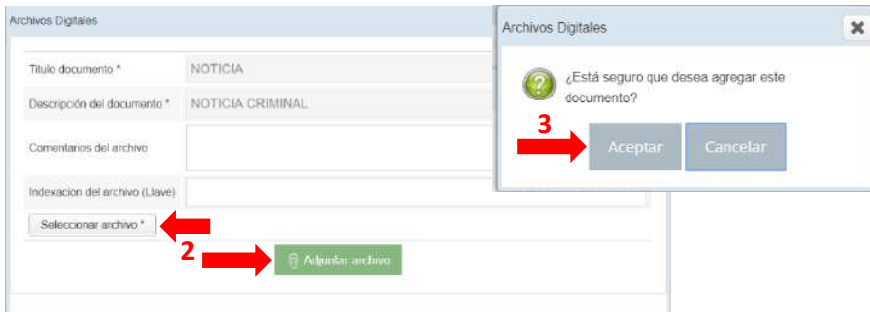 Archivos Digitales
Titulo documento * NOTICIA
Descripción del documento * NOTICIA CRIMINAL
Comentarios del archivo
Indexacion del archivo (Llave)
Seleccionar archivo *
2
Adjuntar archivo
Archivos Digitales
¿Está seguro que desea agregar este
documento?
3
Aceptar Cancelar